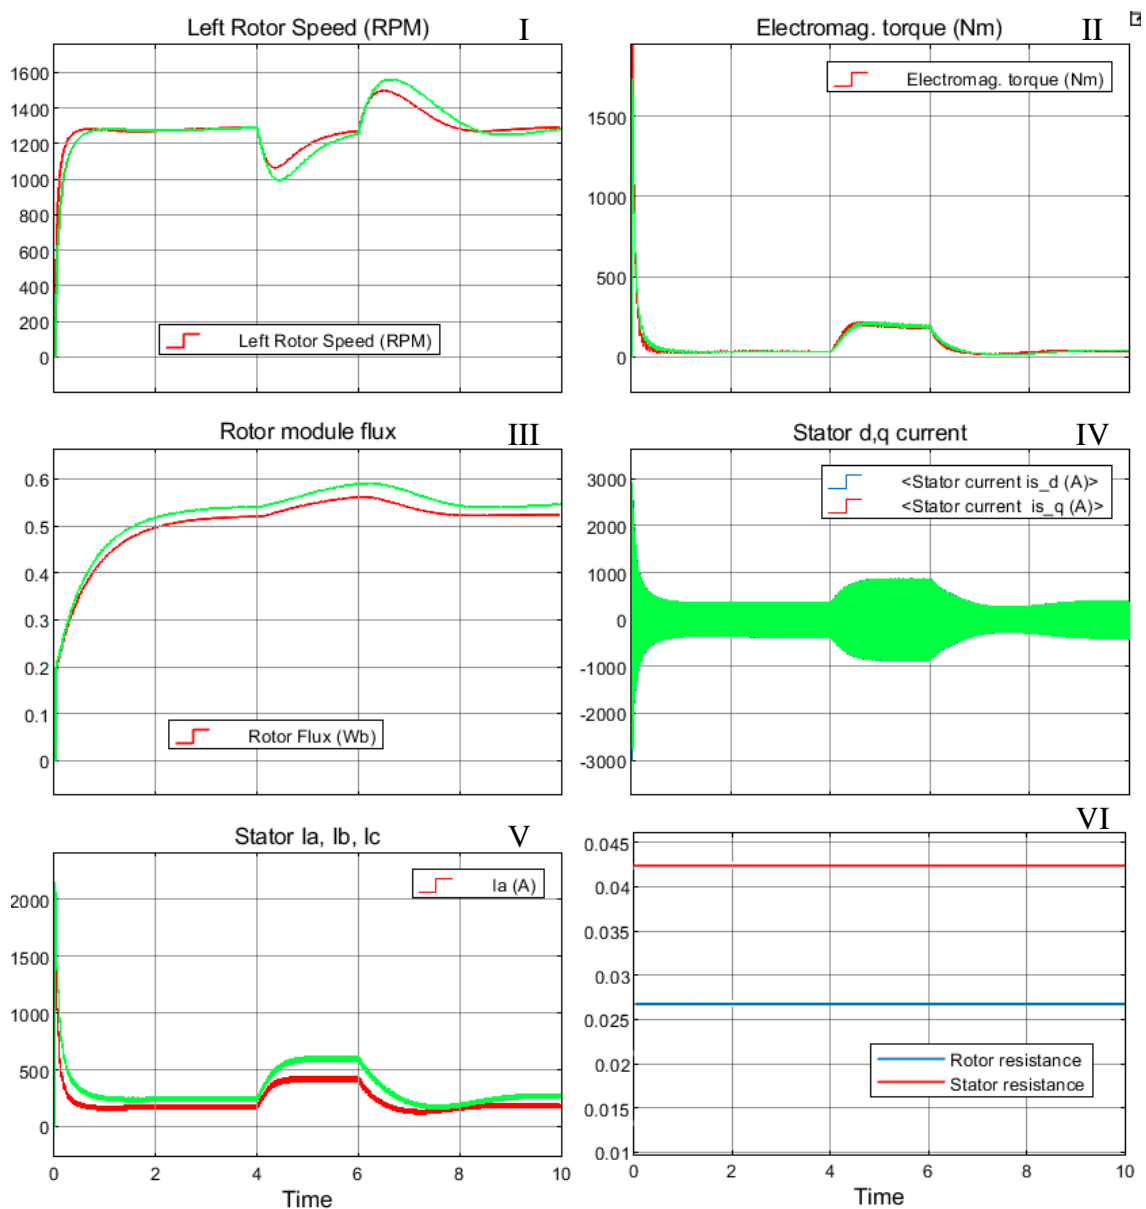 Left Rotor Speed (RPM) I
1600
1400
1200
1000
800
600
400
200
0
Left Rotor Speed (RPM)
Electromag. torque (Nm) II
1500
1000
500
0
Electromag. torque (Nm)
Rotor module flux III
0.6
0.5
0.4
0.3
0.2
0.1
0
Rotor Flux (Wb)
Stator d,q current IV
3000
2000
1000
0
-1000
-2000
-3000
<Stator current is_d (A)>
<Stator current is_q (A)>
Stator Ia, Ib, Ic V
2000
1500
1000
500
0
Ia (A)
0 2 4 6 8 10
Time
VI
0.045
0.04
0.035
0.03
0.025
0.02
0.015
0.01
Rotor resistance
Stator resistance
0 2 4 6 8 10
Time